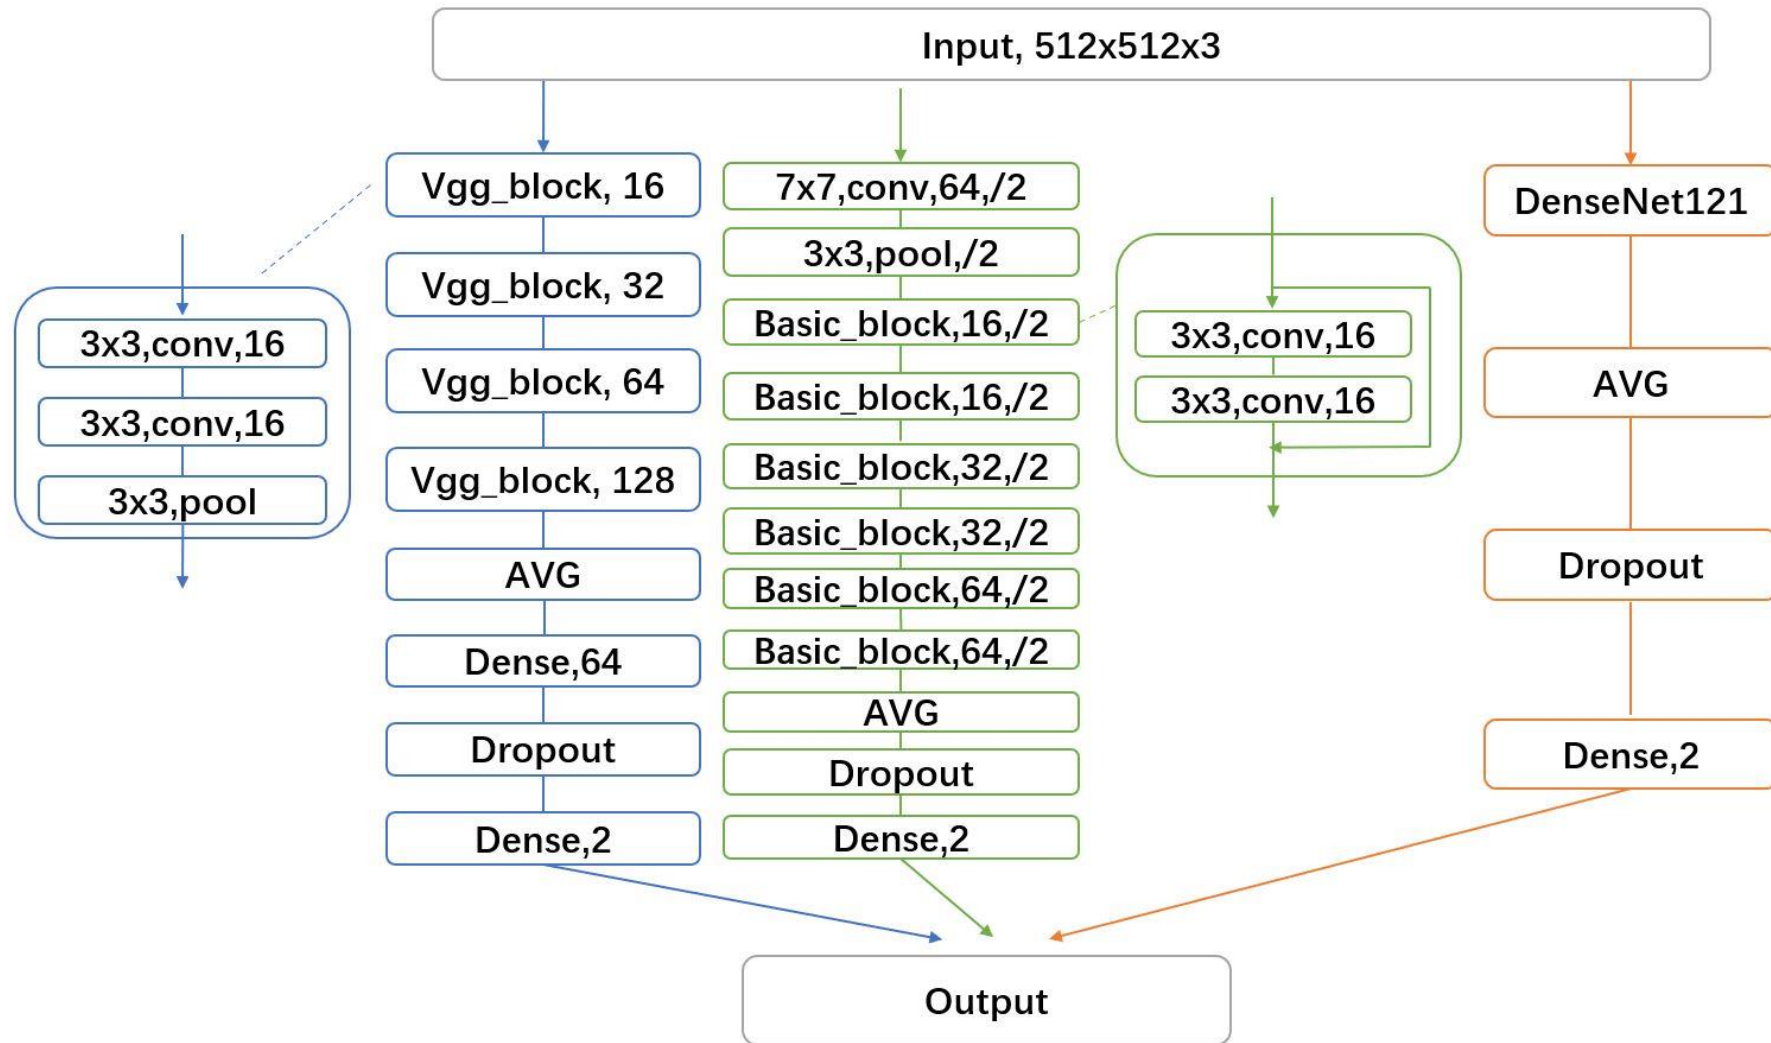 Input, 512x512x3
3x3,conv,16
3x3,conv,16
3x3,pool
Vgg_block, 16
Vgg_block, 32
Vgg_block, 64
Vgg_block, 128
AVG
Dense,64
Dropout
Dense,2
7x7,conv,64,/2
3x3,pool,/2
Basic_block,16,/2
Basic_block,16,/2
Basic_block,32,/2
Basic_block,32,/2
Basic_block,64,/2
Basic_block,64,/2
AVG
Dropout
Dense,2
3x3,conv,16
3x3,conv,16
DenseNet121
AVG
Dropout
Dense,2
Output